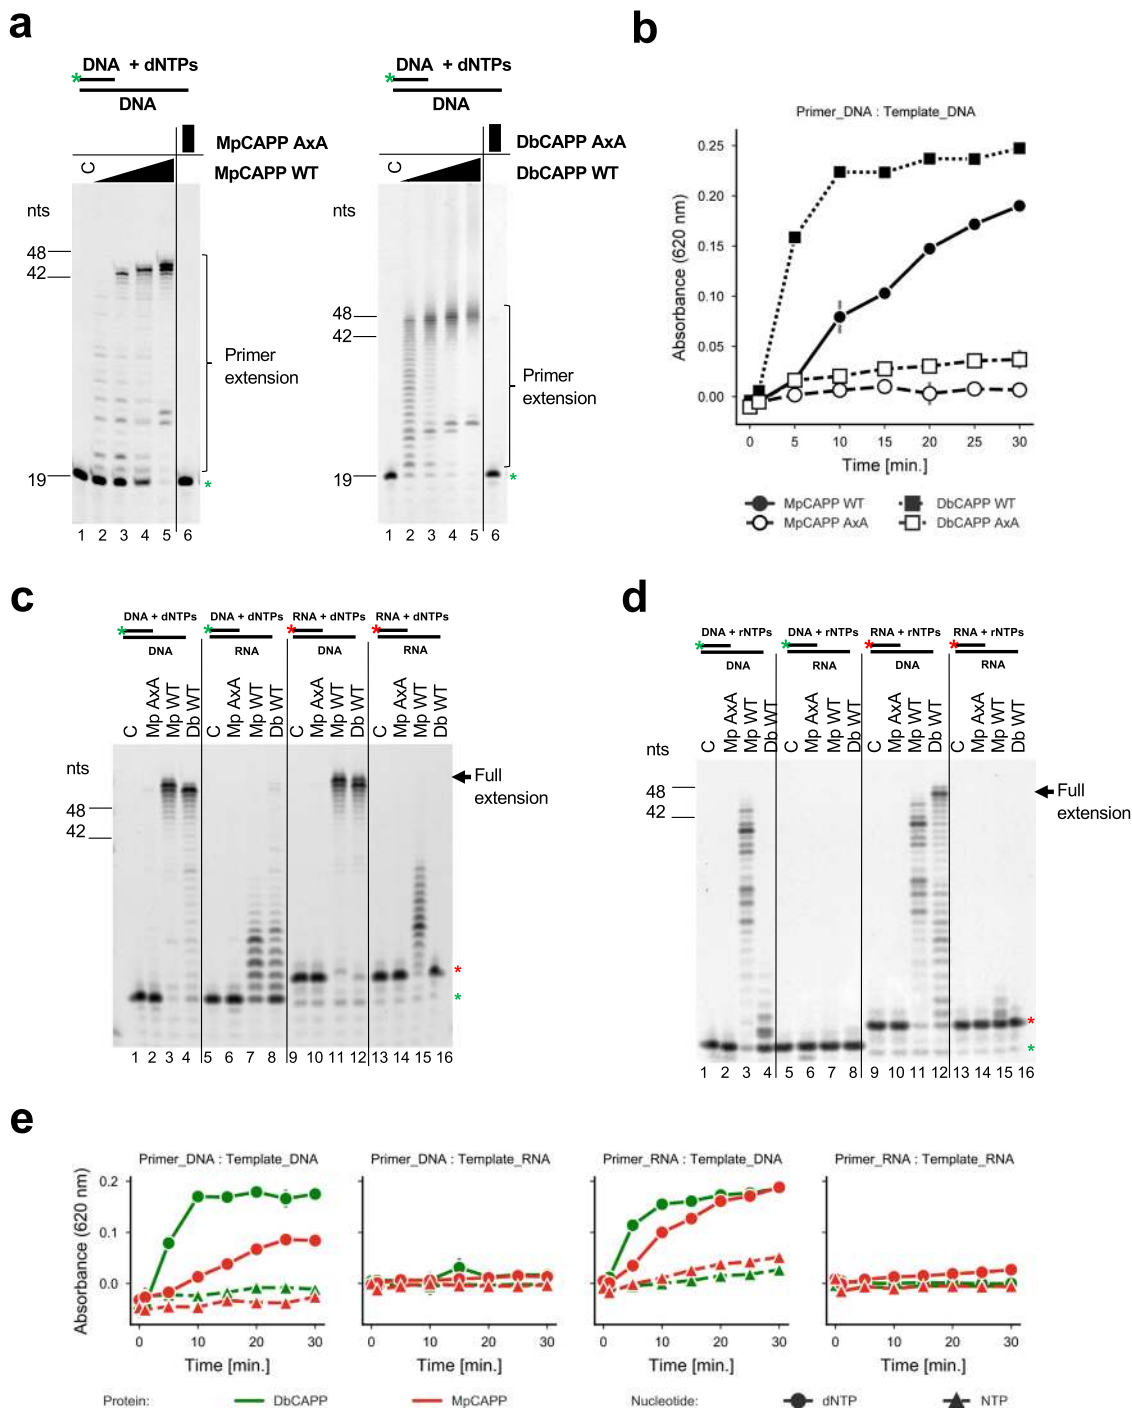 a
DNA + dNTPs
*
DNA
MpCAPP AxA
C
MpCAPP WT
nts
48
42
Primer
extension
19
*
1 2 3 4 5 6
DNA + dNTPs
*
DNA
DbCAPP AxA
C
DbCAPP WT
nts
48
42
Primer
extension
19
*
1 2 3 4 5 6
b
Primer_DNA : Template_DNA
Absorbance (620 nm)
0.25
0.20
0.15
0.10
0.05
0.00
0 5 10 15 20 25 30
Time [min.]
MpCAPP WT DbCAPP WT
MpCAPP AxA DbCAPP AxA
c
DNA + dNTPs DNA + dNTPs RNA + dNTPs RNA + dNTPs
* * * *
DNA RNA DNA RNA
C Mp AxA Mp WT Db WT C Mp AxA Mp WT Db WT C Mp AxA Mp WT Db WT C Mp AxA Mp WT Db WT
nts
Full
extension
48
42
*
*
1 2 3 4 5 6 7 8 9 10 11 12 13 14 15 16
d
DNA + rNTPs DNA + rNTPs RNA + rNTPs RNA + rNTPs
* * * *
DNA RNA DNA RNA
C Mp AxA Mp WT Db WT C Mp AxA Mp WT Db WT C Mp AxA Mp WT Db WT C Mp AxA Mp WT Db WT
nts
48
Full
extension
42
*
*
1 2 3 4 5 6 7 8 9 10 11 12 13 14 15 16
e
Primer_DNA : Template_DNA Primer_DNA : Template_RNA Primer_RNA : Template_DNA Primer_RNA : Template_RNA
Absorbance (620 nm)
0.2
0.1
0.0
0 10 20 30 0 10 20 30 0 10 20 30 0 10 20 30
Time [min.] Time [min.] Time [min.] Time [min.]
Protein: DbCAPP MpCAPP Nucleotide: dNTP NTP